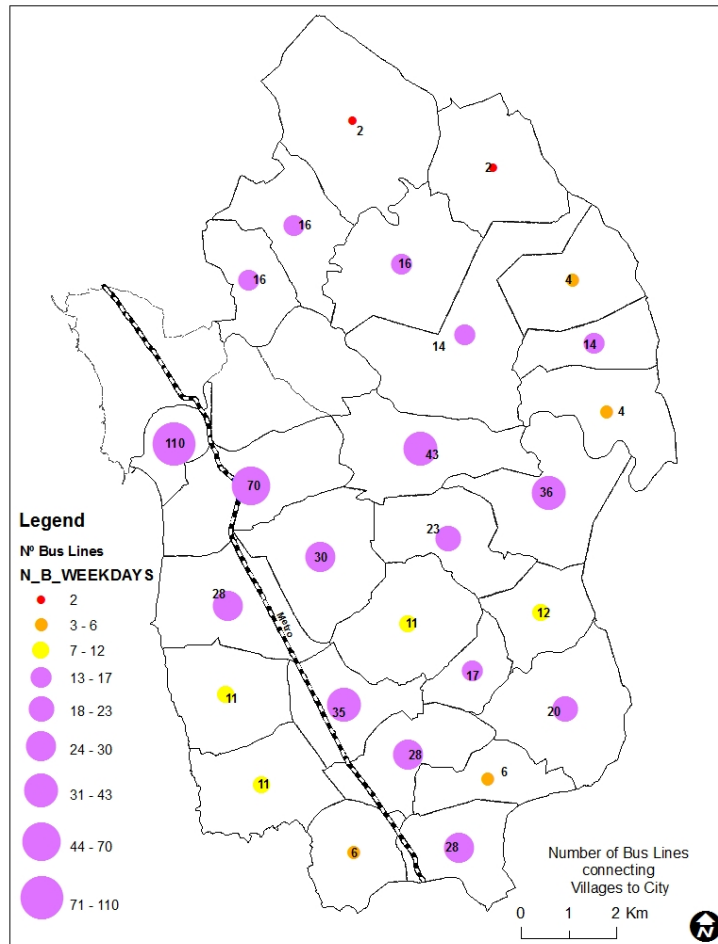 2
2
16
16
16
4
14
14
4
110
43
70
36
23
30
28
Metro
11
12
17
11
35
20
28
6
11
28
6
Legend
Nº Bus Lines
N_B_WEEKDAYS
2
3 - 6
7 - 12
13 - 17
18 - 23
24 - 30
31 - 43
44 - 70
71 - 110
Number of Bus Lines
connecting
Villages to City
0 1 2 Km
N